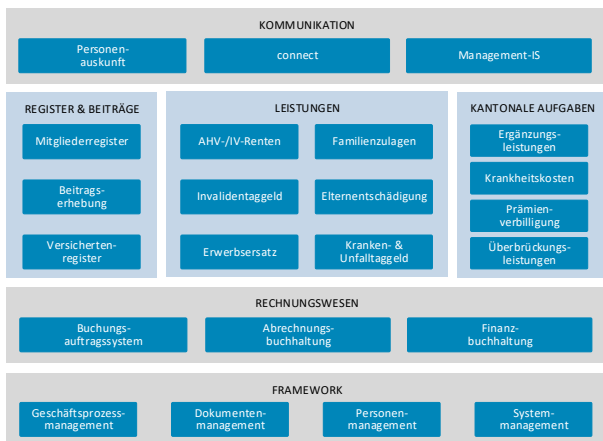 KOMMUNIKATION
Personen-
auskunft
connect
Management-IS
REGISTER & BEITRÄGE
Mitgliederregister
Beitrags-
erhebung
Versicherten-
register
LEISTUNGEN
AHV-/IV-Renten
Familienzulagen
Invalidentaggeld
Elternentschädigung
Erwerbsersatz
Kranken- &
Unfalltaggeld
KANTONALE AUFGABEN
Ergänzungs-
leistungen
Krankheitskosten
Prämien-
verbilligung
Überbrückungs-
leistungen
RECHNUNGSWESEN
Buchungs-
auftragssystem
Abrechnungs-
buchhaltung
Finanz-
buchhaltung
FRAMEWORK
Geschäftsprozess-
management
Dokumenten-
management
Personen-
management
System-
management